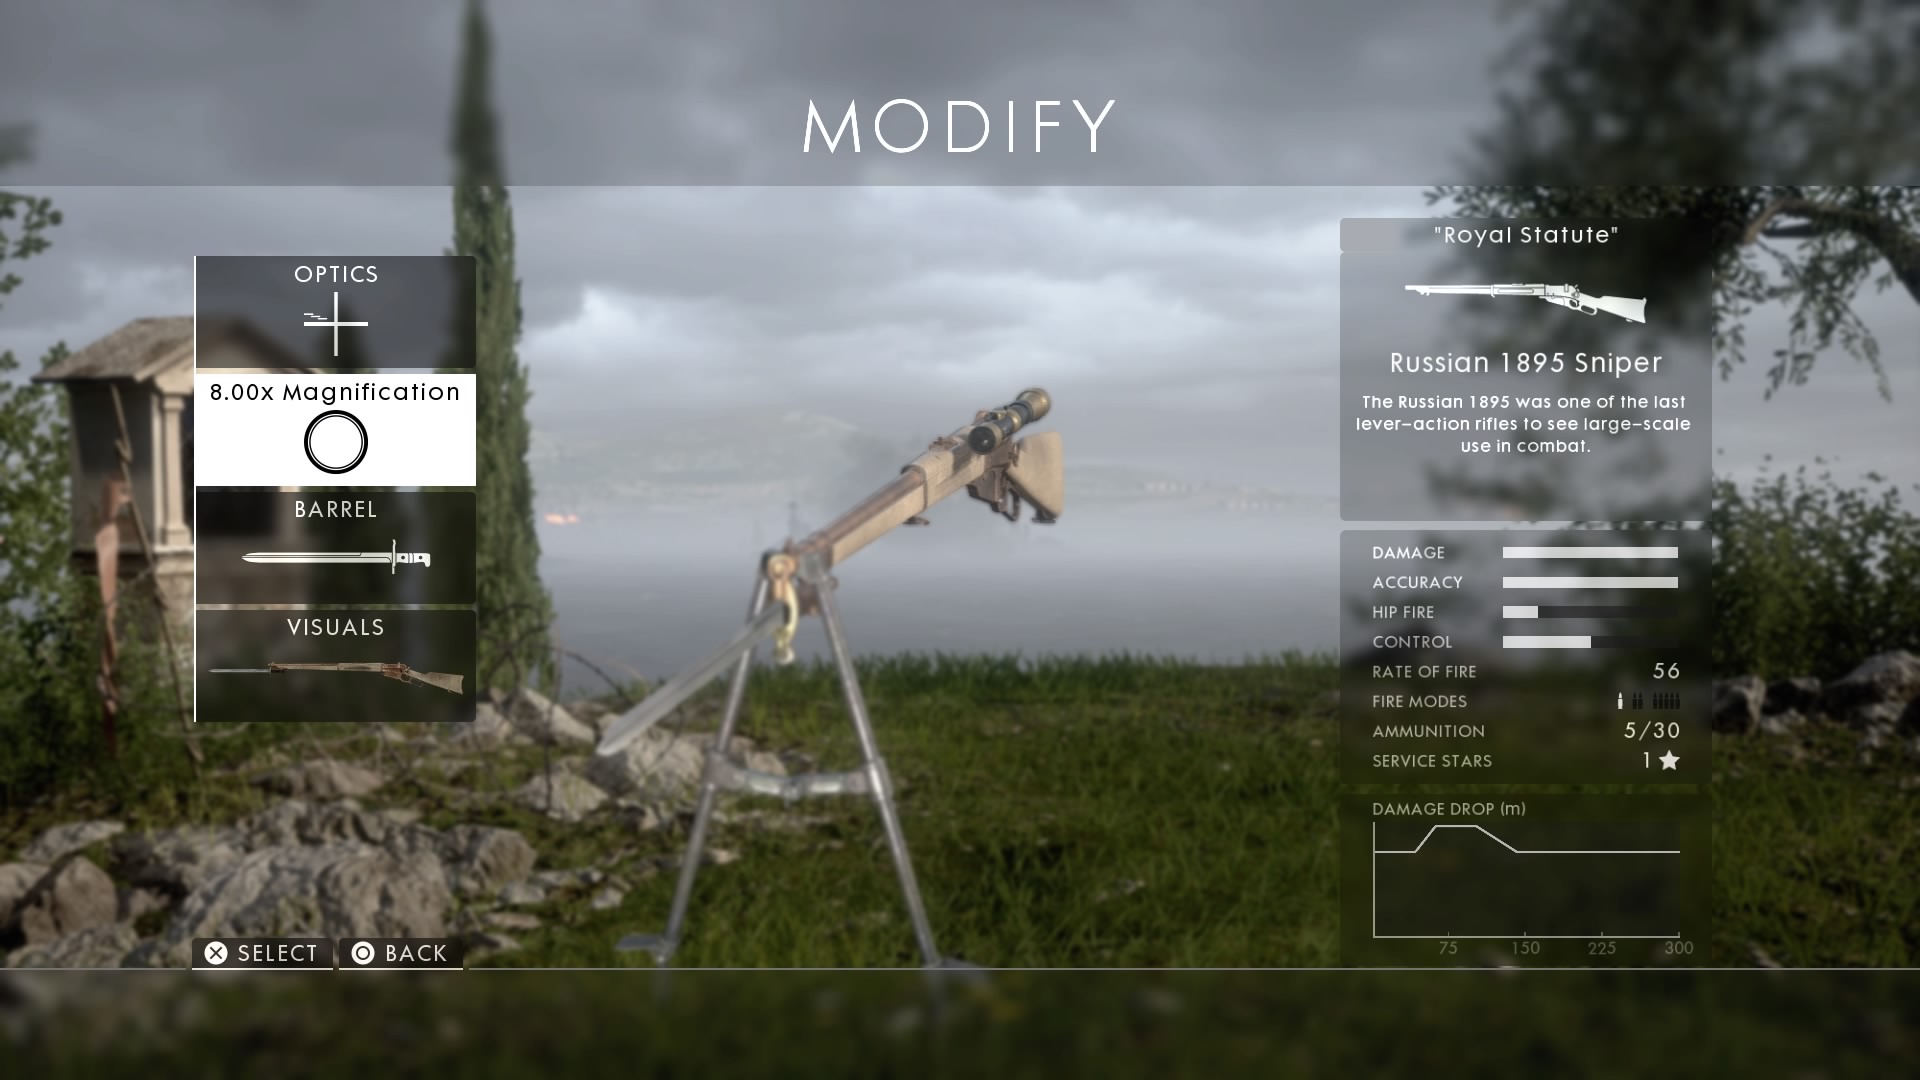 MODIFY
OPTICS
8.00x Magnification
BARREL
VISUALS
"Royal Statute"
Russian 1895 Sniper
The Russian 1895 was one of the last
lever-action rifles to see large-scale
use in combat.
DAMAGE
ACCURACY
HIP FIRE
CONTROL
RATE OF FIRE 56
FIRE MODES
AMMUNITION 5/30
SERVICE STARS 1
DAMAGE DROP (m)
75 150 225 300
SELECT BACK